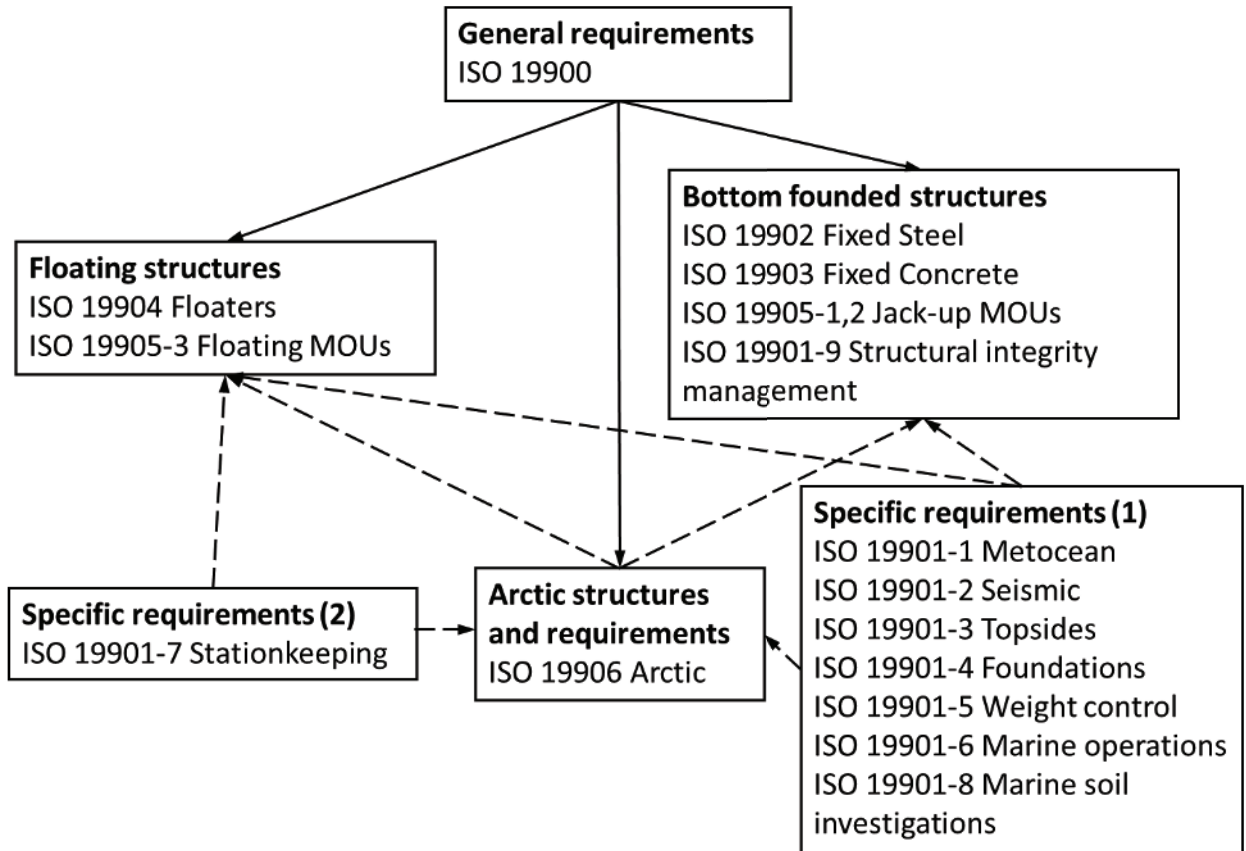 General requirements
ISO 19900
Bottom founded structures
ISO 19902 Fixed Steel
ISO 19903 Fixed Concrete
ISO 19905-1,2 Jack-up MOUs
ISO 19901-9 Structural integrity
management
Floating structures
ISO 19904 Floaters
ISO 19905-3 Floating MOUs
Specific requirements (1)
ISO 19901-1 Metocean
ISO 19901-2 Seismic
ISO 19901-3 Topsides
ISO 19901-4 Foundations
ISO 19901-5 Weight control
ISO 19901-6 Marine operations
ISO 19901-8 Marine soil
investigations
Arctic structures
and requirements
ISO 19906 Arctic
Specific requirements (2)
ISO 19901-7 Stationkeeping